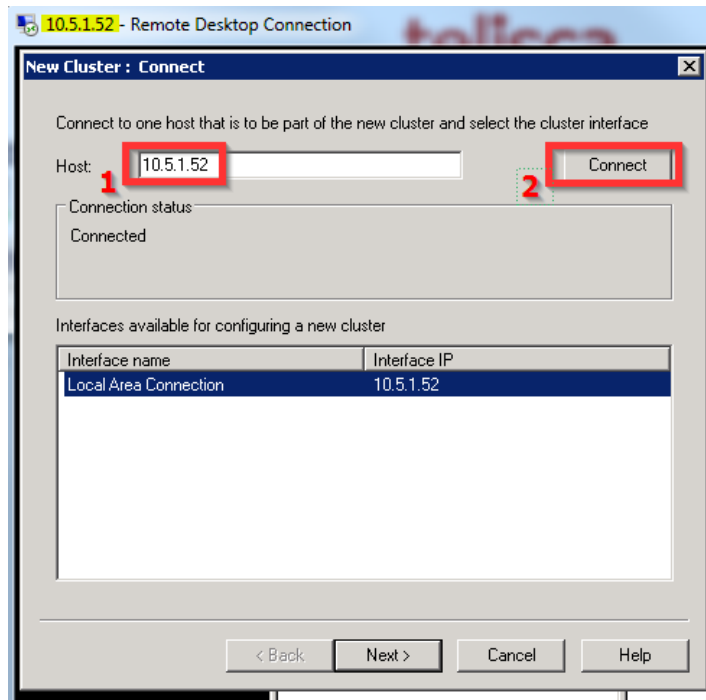 10.5.1.52 - Remote Desktop Connection
New Cluster : Connect
Connect to one host that is to be part of the new cluster and select the cluster interface
Host: 1 10.5.1.52 2 Connect
Connection status
Connected
Interfaces available for configuring a new cluster
Interface name Interface IP
Local Area Connection 10.5.1.52
< Back Next > Cancel Help